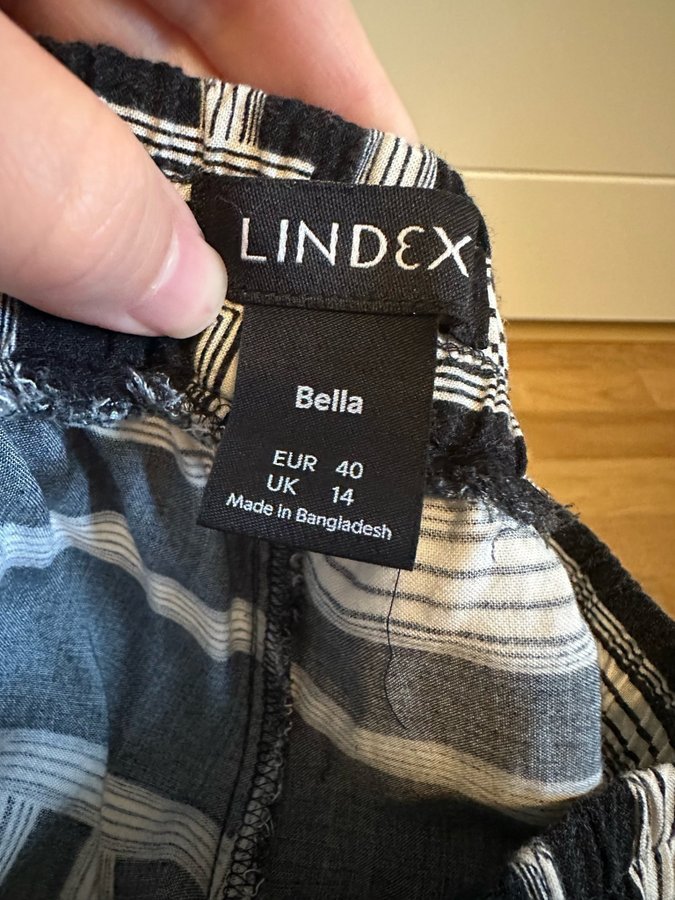 LINDEX
Bella
EUR 40
UK 14
Made in Bangladesh